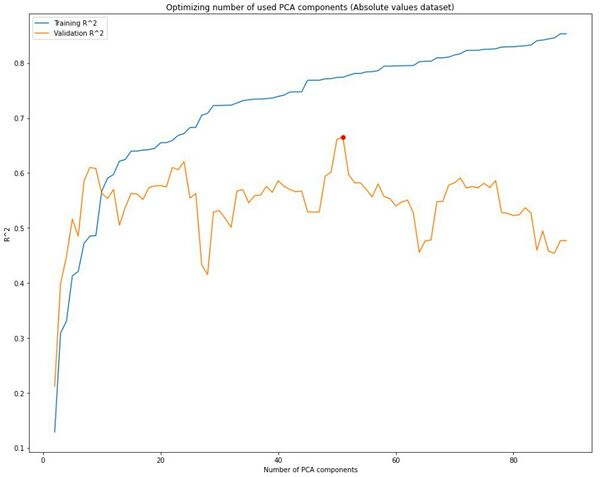 Optimizing number of used PCA components (Absolute values dataset)
Training R^2
Validation R^2
0.8
0.7
0.6
0.5
0.4
0.3
0.2
0.1
R^2
0 20 40 60 80
Number of PCA components